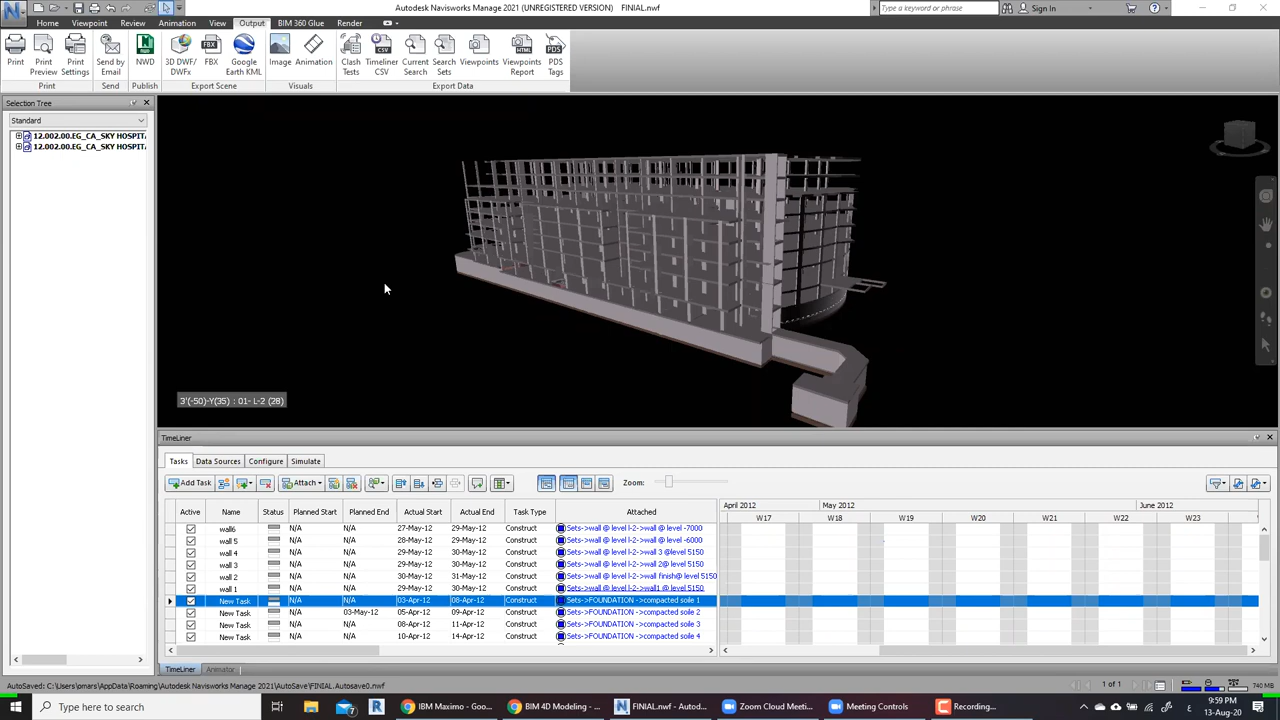 Autodesk Navisworks Manage 2021 (UNREGISTERED VERSION)    FINIAL.nwf
Type a keyword or phrase
Sign In
Home Viewpoint Review Animation View Output BIM 360 Glue Render
Print
Print Preview
Print Settings
Send by Email
NWD
3D DWF/ DWFx
FBX
Google Earth KML
Image
Animation
Clash Tests
Timeliner CSV
Current Search
Search Sets
Viewpoints
Viewpoints Report
PDS Tags
Print Send Publish Export Scene Visuals Export Data
Selection Tree
Standard
12.002.00.EG_CA_SKY HOSPIT
12.002.00.EG_CA_SKY HOSPIT
3'(-50)-Y(35) : 01- L-2 (28)
TimeLiner
Tasks Data Sources Configure Simulate
Add Task Attach Zoom:
Active Name Status Planned Start Planned End Actual Start Actual End Task Type Attached
April 2012 May 2012 June 2012
W17 W18 W19 W20 W21 W22 W23
wall6 N/A N/A 27-May-12 29-May-12 Construct Sets->wall @ level l-2->wall @ level -7000
wall 5 N/A N/A 28-May-12 29-May-12 Construct Sets->wall @ level l-2->wall @ level -6000
wall 4 N/A N/A 29-May-12 30-May-12 Construct Sets->wall @ level l-2->wall 3 @level 5150
wall 3 N/A N/A 29-May-12 30-May-12 Construct Sets->wall @ level l-2->wall 2@ level 5150
wall 2 N/A N/A 30-May-12 31-May-12 Construct Sets->wall @ level l-2->wall finish@ level 5150
wall 1 N/A N/A 29-May-12 30-May-12 Construct Sets->wall @ level l-2->wall1 @ level 5150
New Task N/A N/A 03-Apr-12 08-Apr-12 Construct Sets->FOUNDATION ->compacted soile 1
New Task N/A 03-May-12 05-Apr-12 09-Apr-12 Construct Sets->FOUNDATION ->compacted soile 2
New Task N/A N/A 08-Apr-12 11-Apr-12 Construct Sets->FOUNDATION ->compacted soile 3
New Task N/A N/A 10-Apr-12 14-Apr-12 Construct Sets->FOUNDATION ->compacted soile 4
TimeLiner Animator
AutoSaved: C:\Users\pmars\AppData\Roaming\Autodesk Navisworks Manage 2021\AutoSave\FINIAL.Autosave0.nwf
1 of 1
740 MB
Type here to search
IBM Maximo - Goo...
BIM 4D Modeling - ...
FINIAL.nwf - Autod...
Zoom Cloud Meeti...
Meeting Controls
Recording...
9:59 PM
13-Aug-20